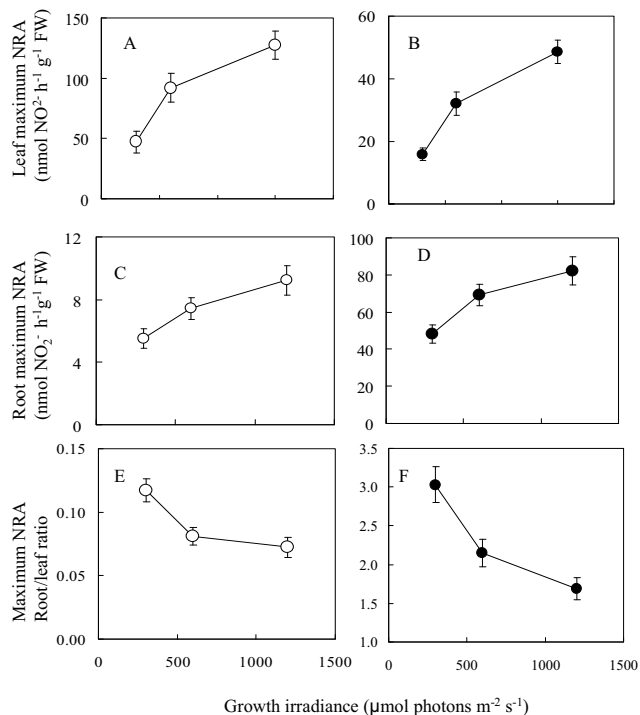 Leaf maximum NRA
(nmol NO²⁻ h⁻¹ g⁻¹ FW)
150
100
50
0
A
60
40
20
0
B
Root maximum NRA
(nmol NO₂⁻ h⁻¹g⁻¹ FW)
12
8
4
0
C
100
80
60
40
20
0
D
Maximum NRA
Root/leaf ratio
0.15
0.10
0.05
0.00
E
0
500
1000
3.5
3.0
2.5
2.0
1.5
1.0
F
0
500
1000
1500
Growth irradiance (μmol photons m⁻² s⁻¹)